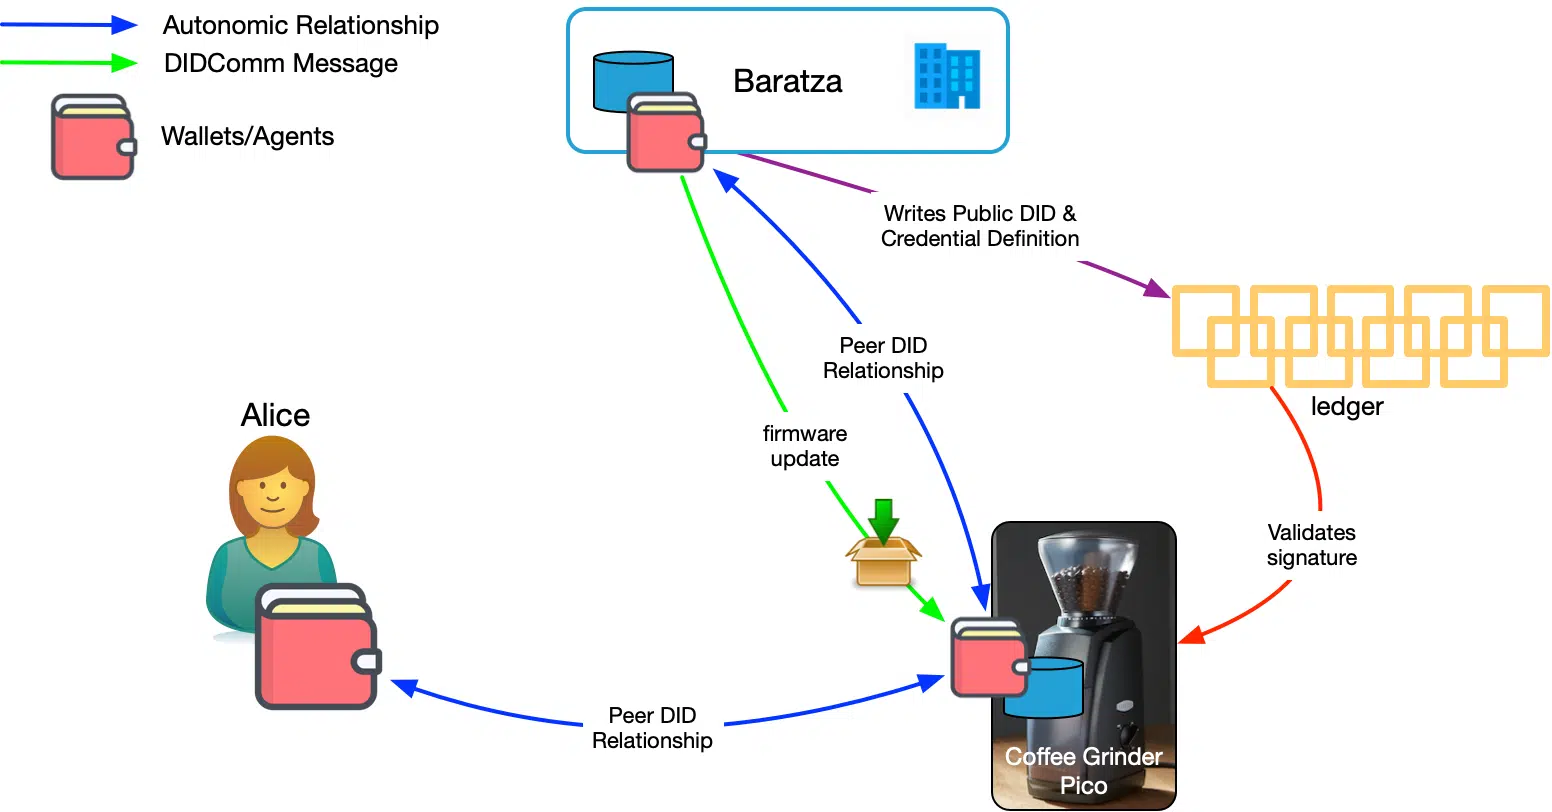 Autonomic Relationship
DIDComm Message
Wallets/Agents
Baratza
Writes Public DID &
Credential Definition
Peer DID
Relationship
ledger
Alice
firmware
update
Validates
signature
Peer DID
Relationship
Coffee Grinder
Pico